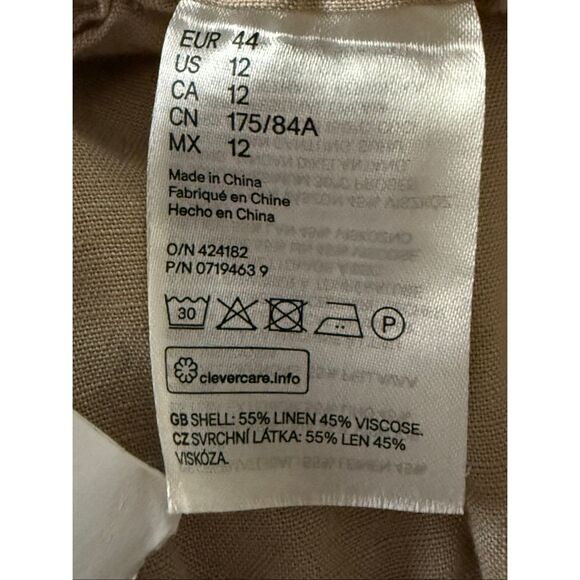 EUR 44
US 12
CA 12
CN 175/84A
MX 12
Made in China
Fabriqué en Chine
Hecho en China
O/N 424182
P/N 0719463 9
30
P
clevercare.info
GB SHELL: 55% LINEN 45% VISCOSE.
CZ SVRCHNÍ LÁTKA: 55% LEN 45%
VISKÓZA.